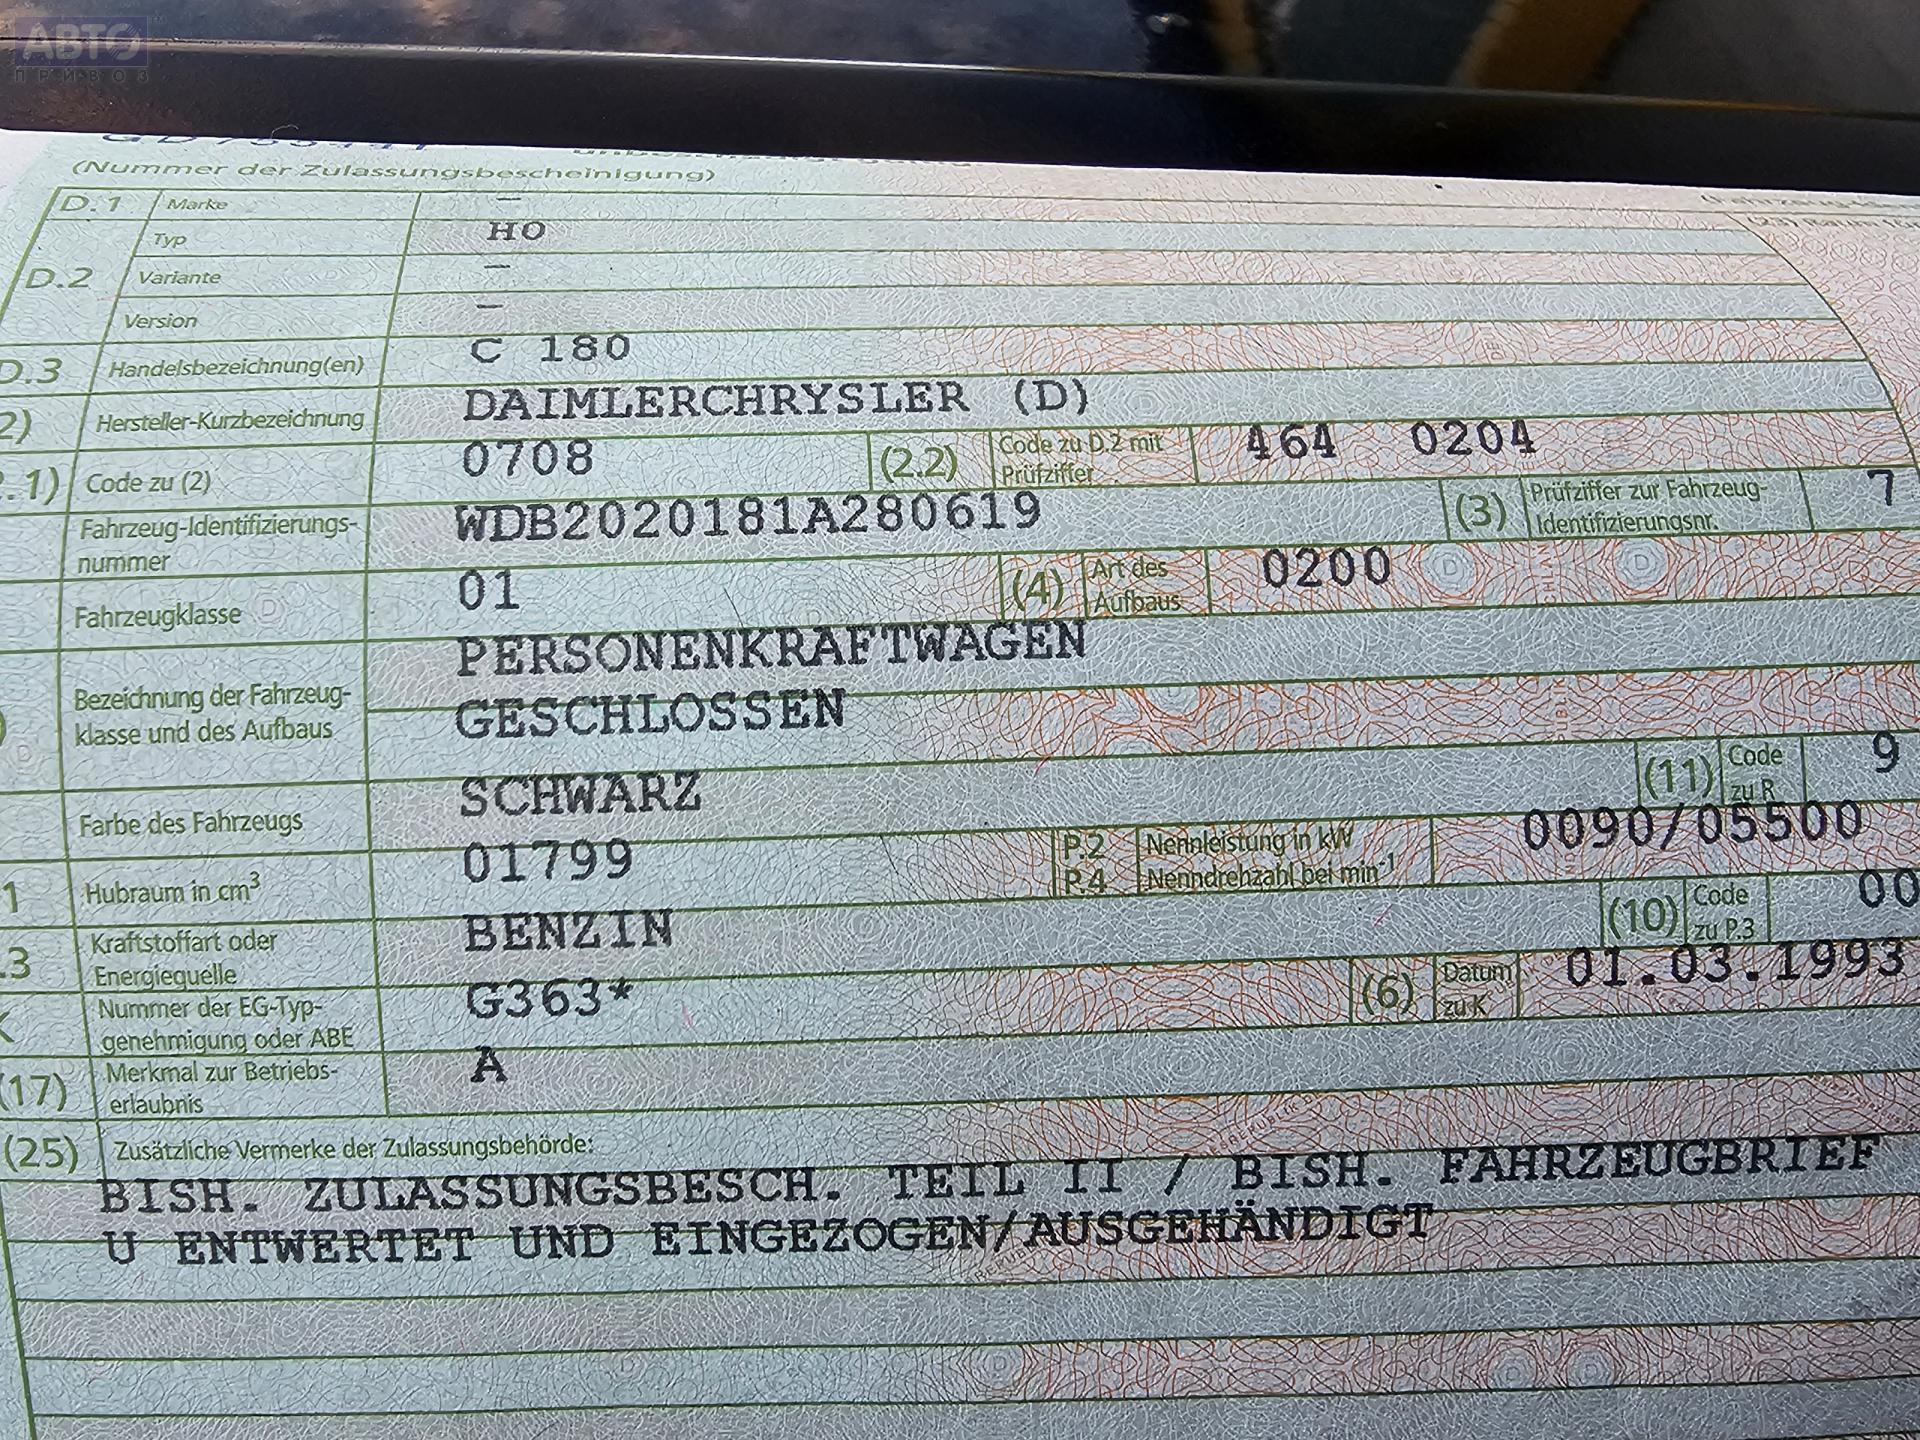 АВТО
ПРИВОЗ
(Nummer der Zulassungsbescheinigung)
D.1 Marke –
D.2 Typ HO
Variante –
Version –
D.3 Handelsbezeichnung(en) C 180
2) Hersteller-Kurzbezeichnung DAIMLERCHRYSLER (D)
.1) Code zu (2) 0708 (2.2) Code zu D.2 mit Prüfziffer 464 0204
Fahrzeug-Identifizierungs-
nummer WDB2020181A280619 (3) Prüfziffer zur Fahrzeug-
Identifizierungsnr. 7
Fahrzeugklasse 01 (4) Art des Aufbaus 0200
Bezeichnung der Fahrzeug-
klasse und des Aufbaus PERSONENKRAFTWAGEN
GESCHLOSSEN
Farbe des Fahrzeugs SCHWARZ (11) Code zu R 9
1 Hubraum in cm³ 01799 P.2 Nennleistung in kW
P.4 Nenndrehzahl bei min⁻¹ 0090/05500
.3 Kraftstoffart oder
Energiequelle BENZIN (10) Code zu P.3 00
K Nummer der EG-Typ-
genehmigung oder ABE G363* (6) Datum zu K 01.03.1993
(17) Merkmal zur Betriebs-
erlaubnis A
(25) Zusätzliche Vermerke der Zulassungsbehörde:
BISH. ZULASSUNGSBESCH. TEIL II / BISH. FAHRZEUGBRIEF
U ENTWERTET UND EINGEZOGEN/AUSGEHÄNDIGT